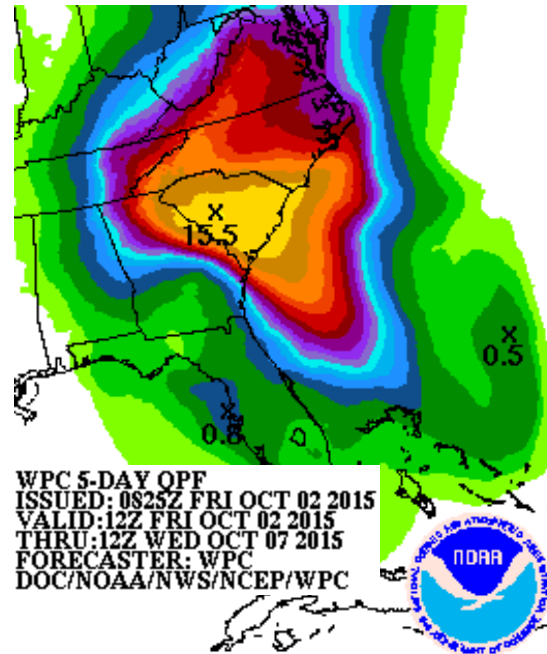 x
15.5
x
0.5
x
0.8
WPC 5-DAY QPF
ISSUED: 0825Z FRI OCT 02 2015
VALID:12Z FRI OCT 02 2015
THRU:12Z WED OCT 07 2015
FORECASTER: WPC
DOC/NOAA/NWS/NCEP/WPC
NOAA